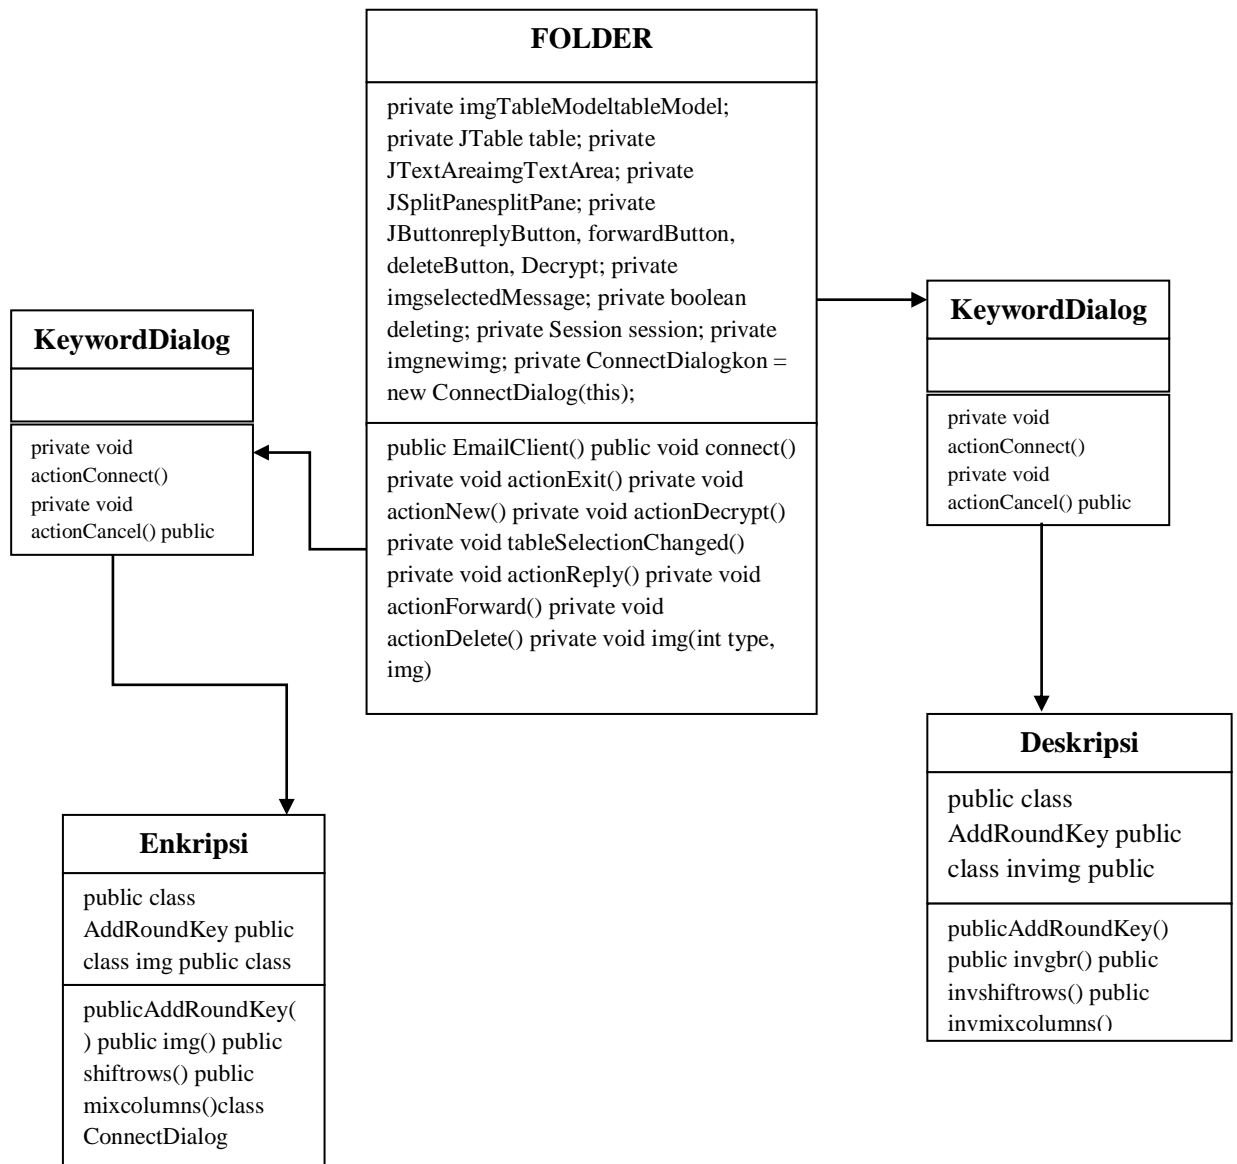 FOLDER
private imgTableModeltableModel;
private JTable table; private
JTextAreaimgTextArea; private
JSplitPanesplitPane; private
JButtonreplyButton, forwardButton,
deleteButton, Decrypt; private
imgselectedMessage; private boolean
deleting; private Session session; private
imgnewimg; private ConnectDialogkon =
new ConnectDialog(this);
public EmailClient() public void connect()
private void actionExit() private void
actionNew() private void actionDecrypt()
private void tableSelectionChanged()
private void actionReply() private void
actionForward() private void
actionDelete() private void img(int type,
img)
KeywordDialog
private void
actionConnect()
private void
actionCancel() public
KeywordDialog
private void
actionConnect()
private void
actionCancel() public
Enkripsi
public class
AddRoundKey public
class img public class
publicAddRoundKey(
) public img() public
shiftrows() public
mixcolumns()class
ConnectDialog
Deskripsi
public class
AddRoundKey public
class invimg public
publicAddRoundKey()
public invgbr() public
invshiftrows() public
invmixcolumns()